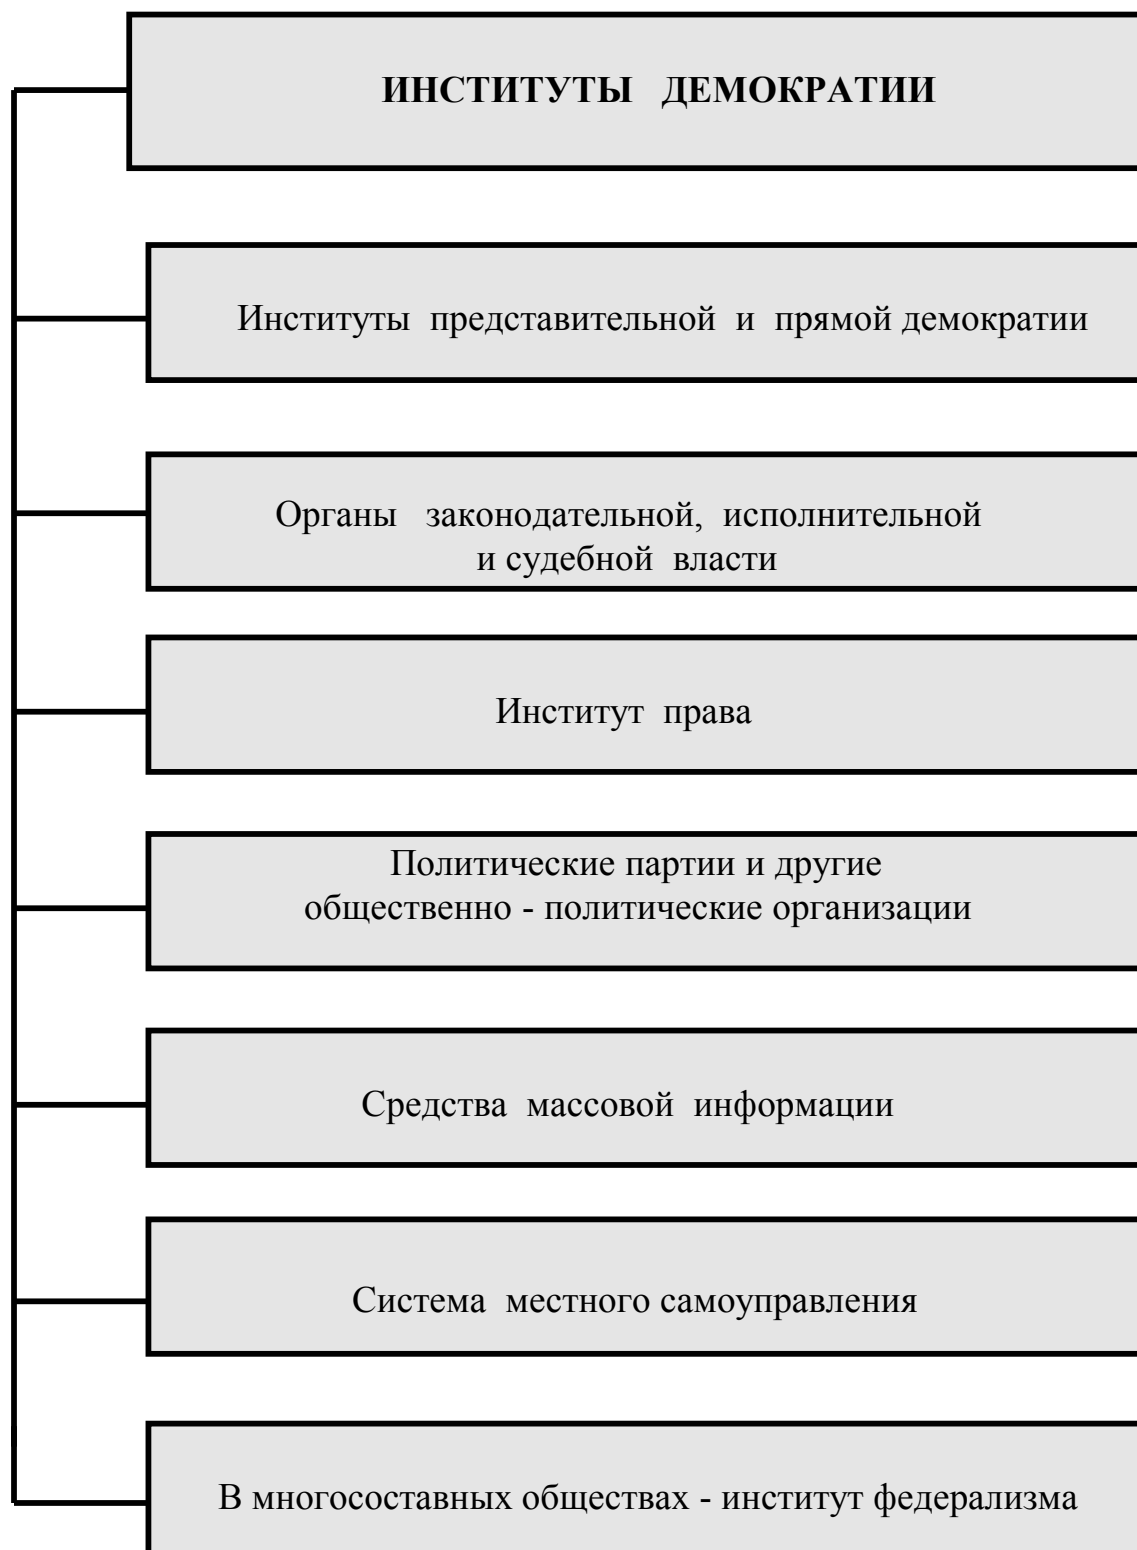 ИНСТИТУТЫ ДЕМОКРАТИИ
Институты представительной и прямой демократии
Органы законодательной, исполнительной
и судебной власти
Институт права
Политические партии и другие
общественно - политические организации
Средства массовой информации
Система местного самоуправления
В многосоставных обществах - институт федерализма